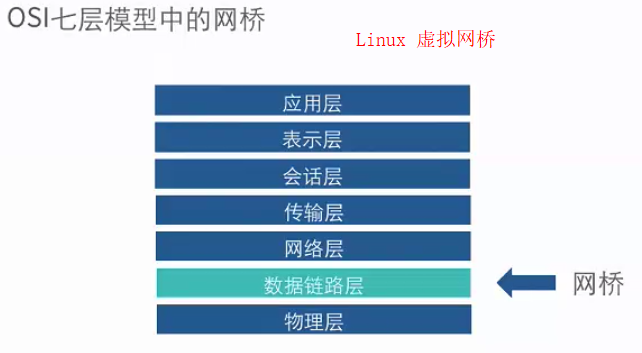 OSI七层模型中的网桥
Linux 虚拟网桥
应用层
表示层
会话层
传输层
网络层
数据链路层
网桥
物理层